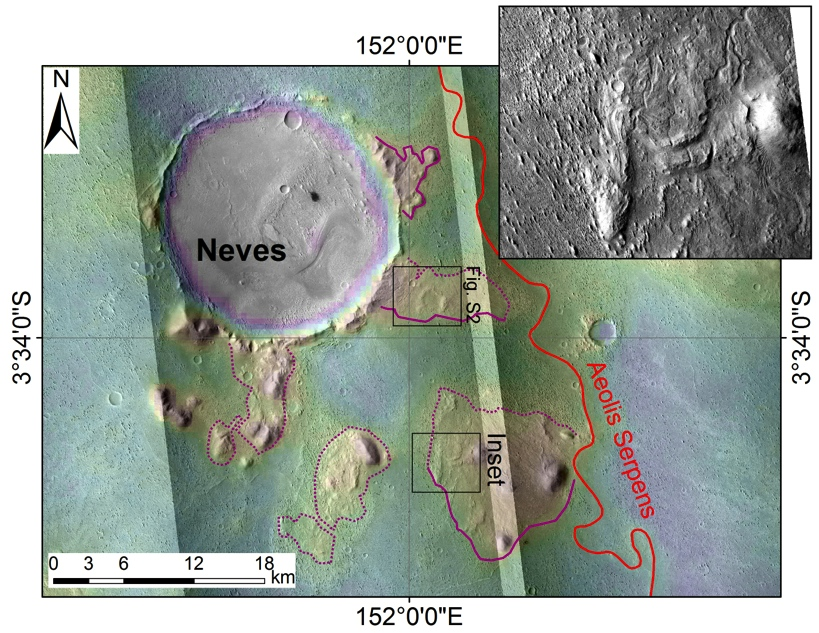 152°0'0"E
N
Neves
Fig. S2
3°34'0"S
3°34'0"S
Aeolis Serpens
Inset
0 3 6 12 18
km
152°0'0"E